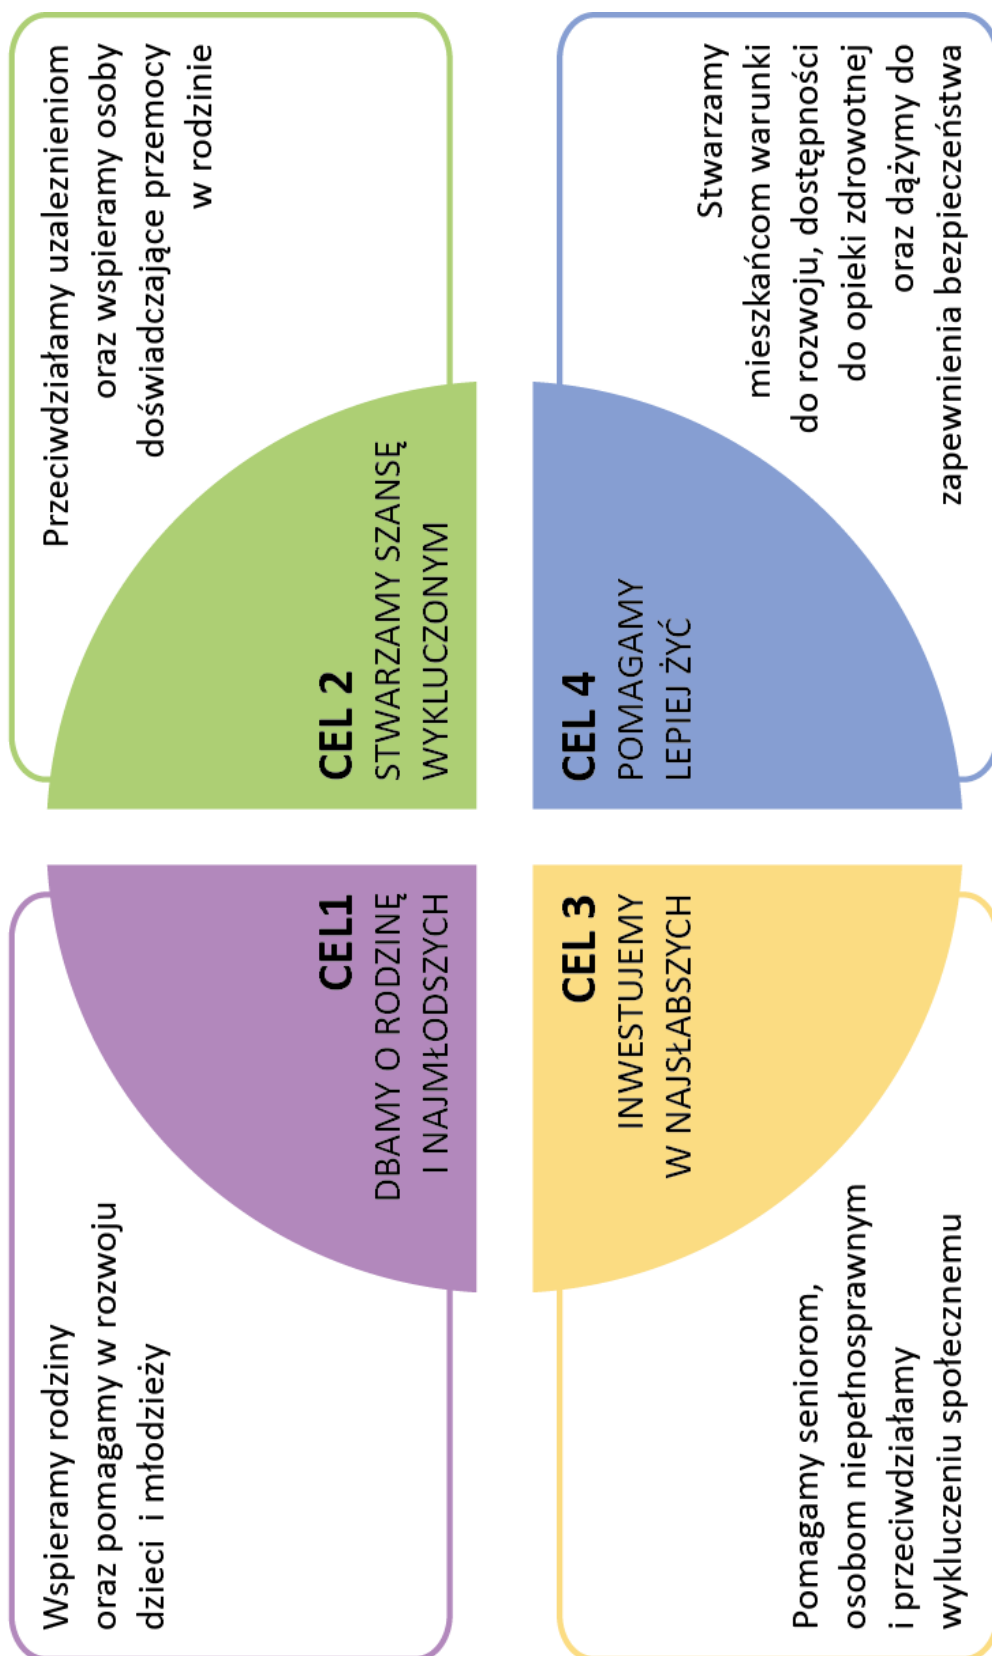 Wspieramy rodziny
oraz pomagamy w rozwoju
dzieci i młodzieży
CEL1
DBAMY O RODZINĘ
I NAJMŁODSZYCH
Przeciwdziałamy uzaleznieniom
oraz wspieramy osoby
doświadczające przemocy
w rodzinie
CEL 2
STWARZAMY SZANSĘ
WYKLUCZONYM
CEL 3
INWESTUJEMY
W NAJSŁABSZYCH
Pomagamy seniorom,
osobom niepełnosprawnym
i przeciwdziałamy
wykluczeniu społecznemu
CEL 4
POMAGAMY
LEPIEJ ŻYĆ
Stwarzamy
mieszkańcom warunki
do rozwoju, dostępności
do opieki zdrowotnej
oraz dążymy do
zapewnienia bezpieczeństwa